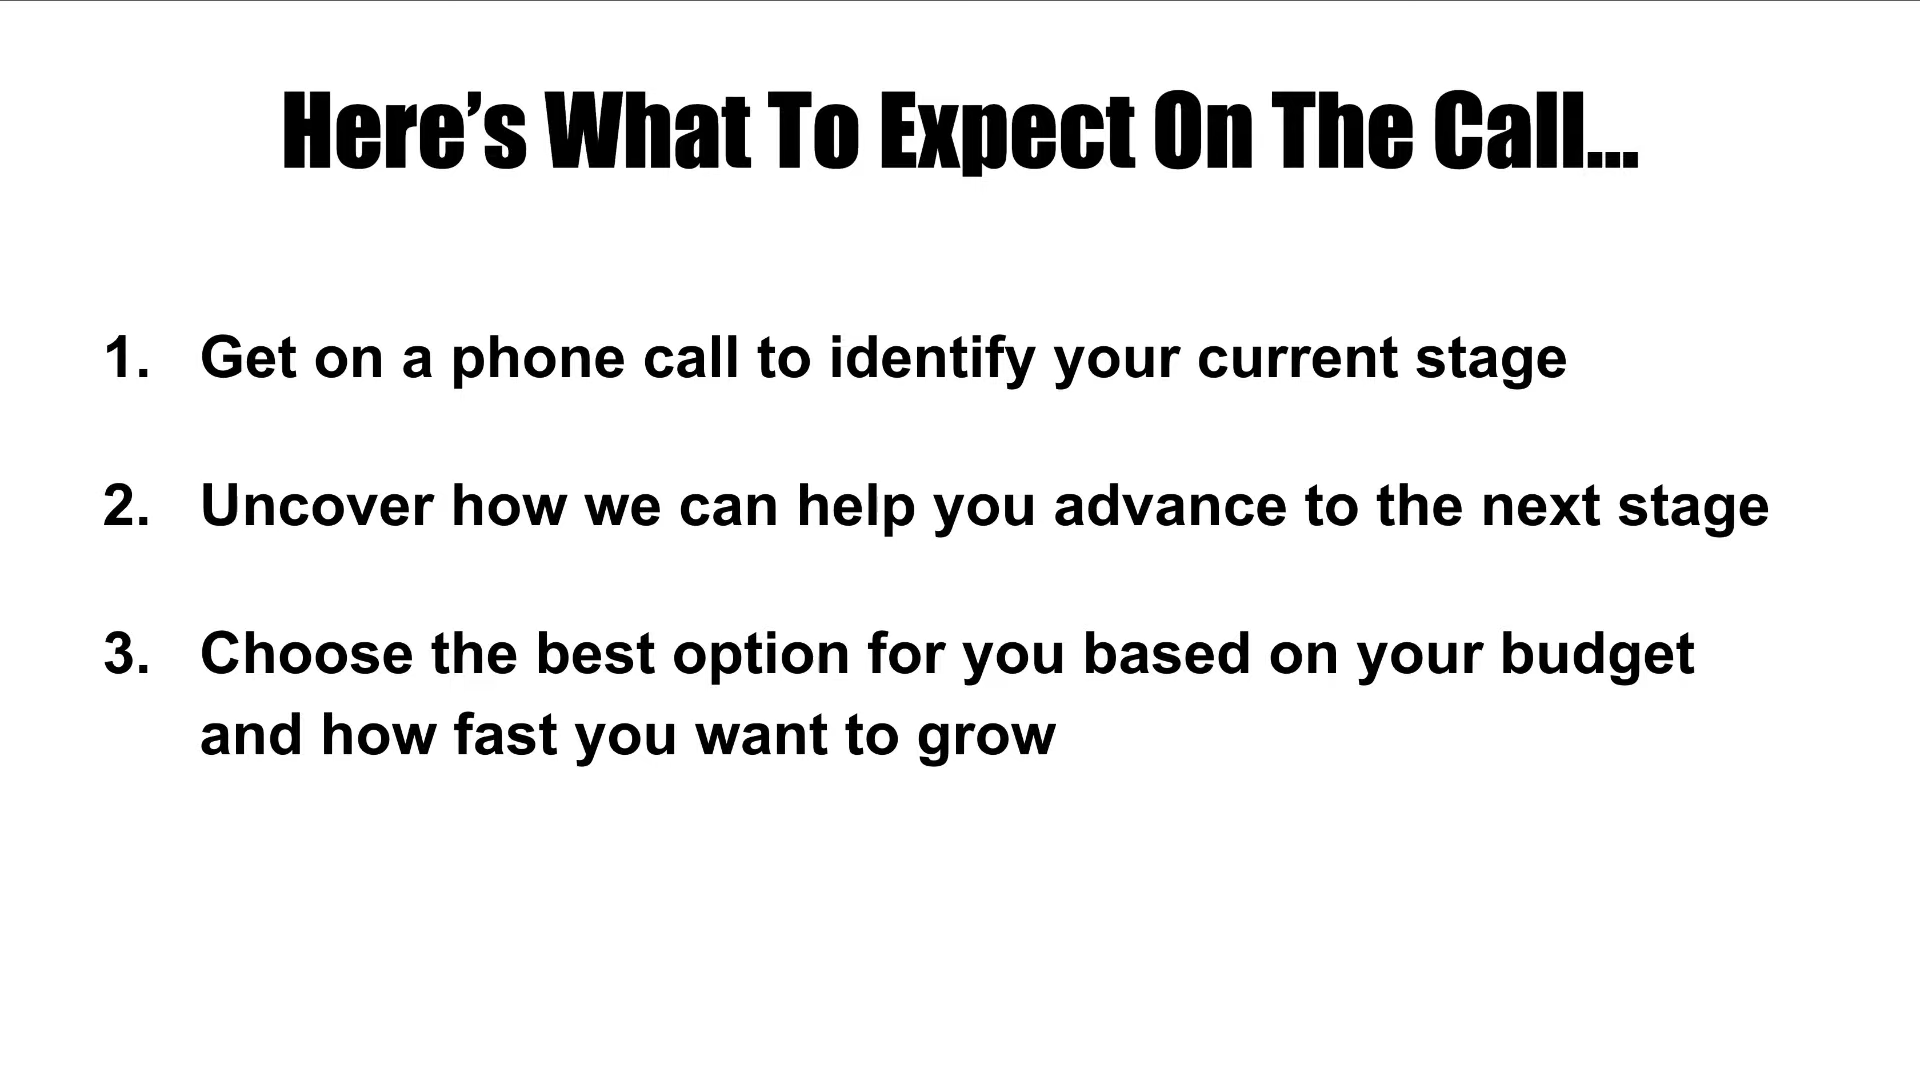 Here’s What To Expect On The Call...
1. Get on a phone call to identify your current stage
2. Uncover how we can help you advance to the next stage
3. Choose the best option for you based on your budget
and how fast you want to grow